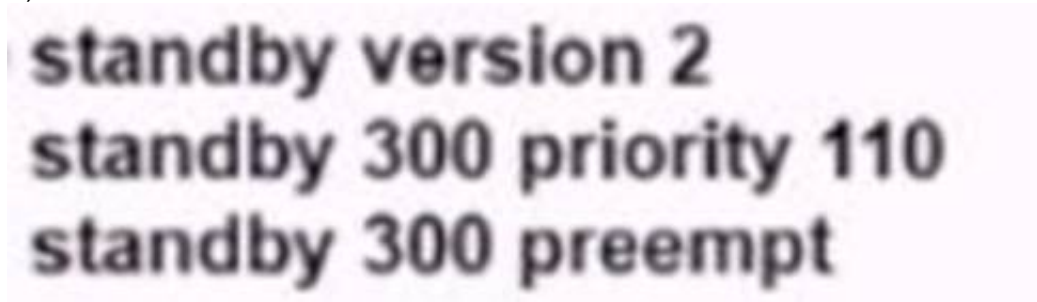 standby version 2
standby 300 priority 110
standby 300 preempt